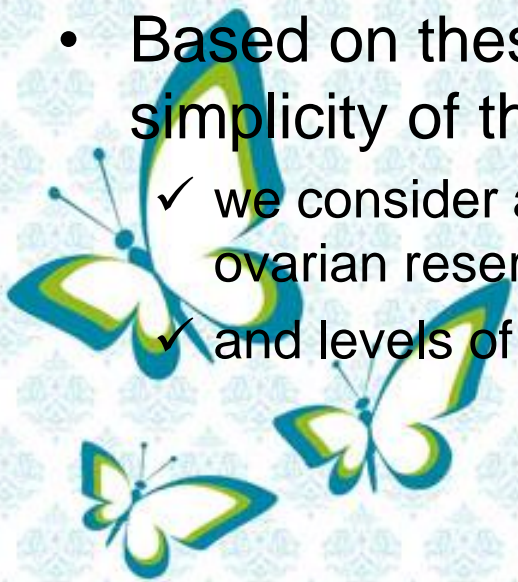 • Based on thes
simplicity of th
✓ we consider a
ovarian reser
✓ and levels of